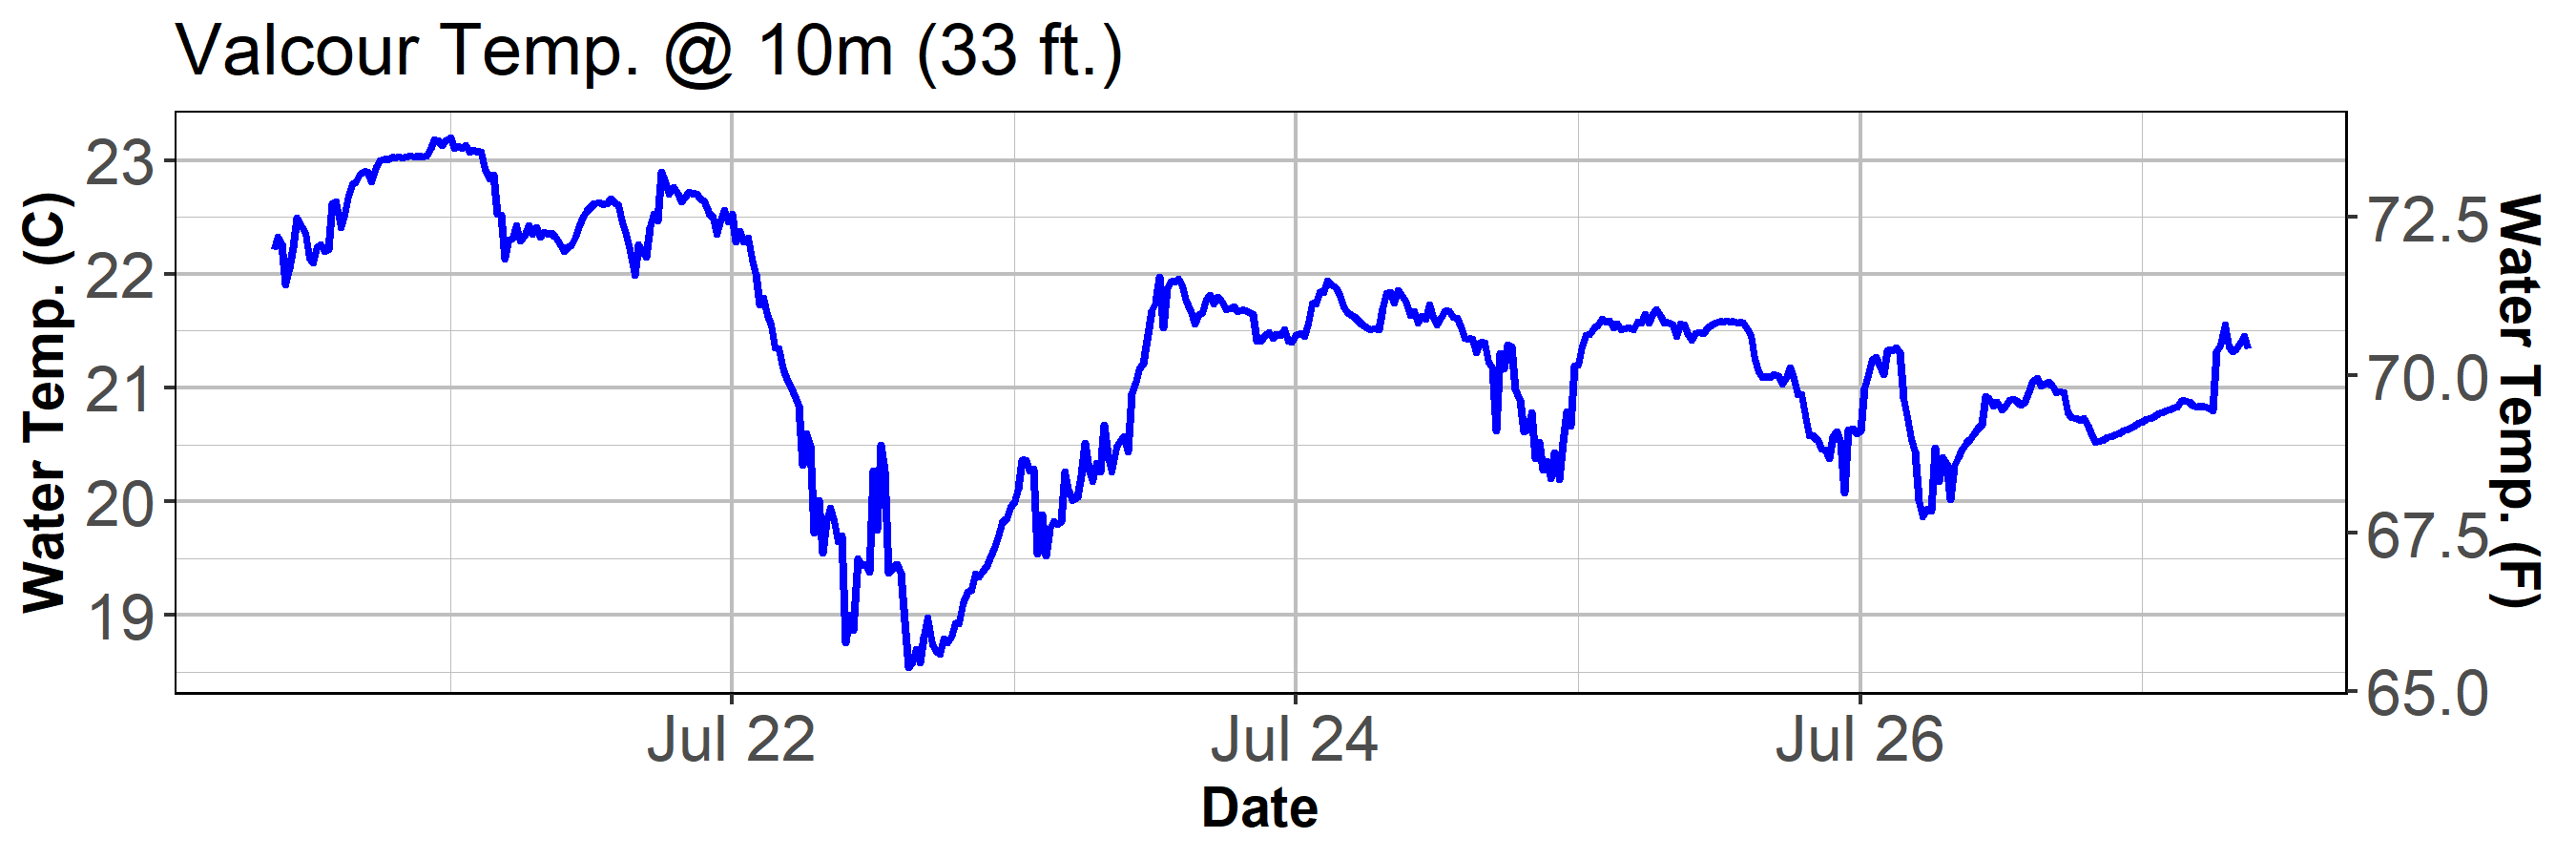 Valcour Temp. @ 10m (33 ft.)
Water Temp. (C)
23
22
21
20
19
72.5
70.0
67.5
65.0
Water Temp. (F)
Jul 22 Jul 24 Jul 26
Date